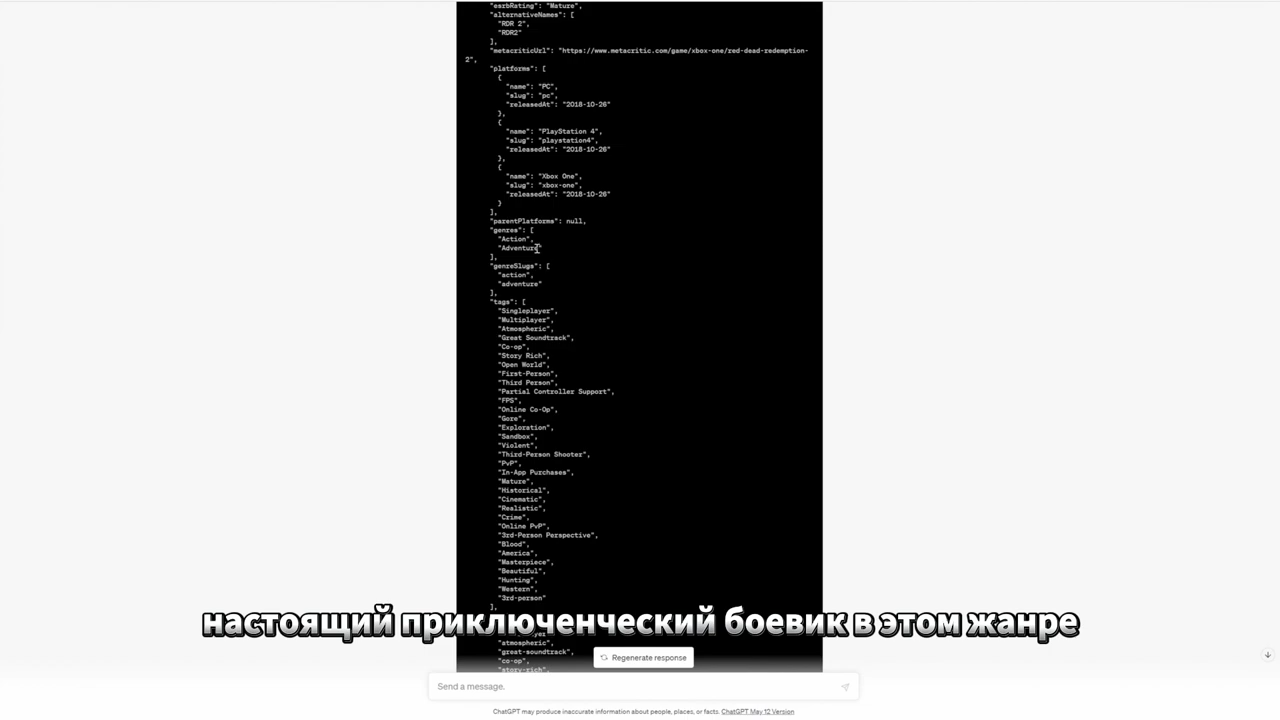 "esrbRating": "Mature",
"alternativeNames": [
"RDR 2",
"RDR2"
],
"metacriticUrl": "https://www.metacritic.com/game/xbox-one/red-dead-redemption-
2",
"platforms": [
{
"name": "PC",
"slug": "pc",
"releasedAt": "2018-10-26"
},
{
"name": "PlayStation 4",
"slug": "playstation4",
"releasedAt": "2018-10-26"
},
{
"name": "Xbox One",
"slug": "xbox-one",
"releasedAt": "2018-10-26"
}
],
"parentPlatforms": null,
"genres": [
"Action",
"Adventure"
],
"genreSlugs": [
"action",
"adventure"
],
"tags": [
"Singleplayer",
"Multiplayer",
"Atmospheric",
"Great Soundtrack",
"Co-op",
"Story Rich",
"Open World",
"First-Person",
"Third Person",
"Partial Controller Support",
"FPS",
"Online Co-Op",
"Gore",
"Exploration",
"Sandbox",
"Violent",
"Third-Person Shooter",
"PvP",
"In-App Purchases",
"Mature",
"Historical",
"Cinematic",
"Realistic",
"Crime",
"Online PvP",
"3rd-Person Perspective",
"Blood",
"America",
"Masterpiece",
"Beautiful",
"Hunting",
"Western",
"3rd-person"
],
настоящий приключенческий боевик в этом жанре
"atmospheric",
"great-soundtrack",
"co-op",
"story-rich",
Regenerate response
Send a message.
ChatGPT may produce inaccurate information about people, places, or facts. ChatGPT May 12 Version